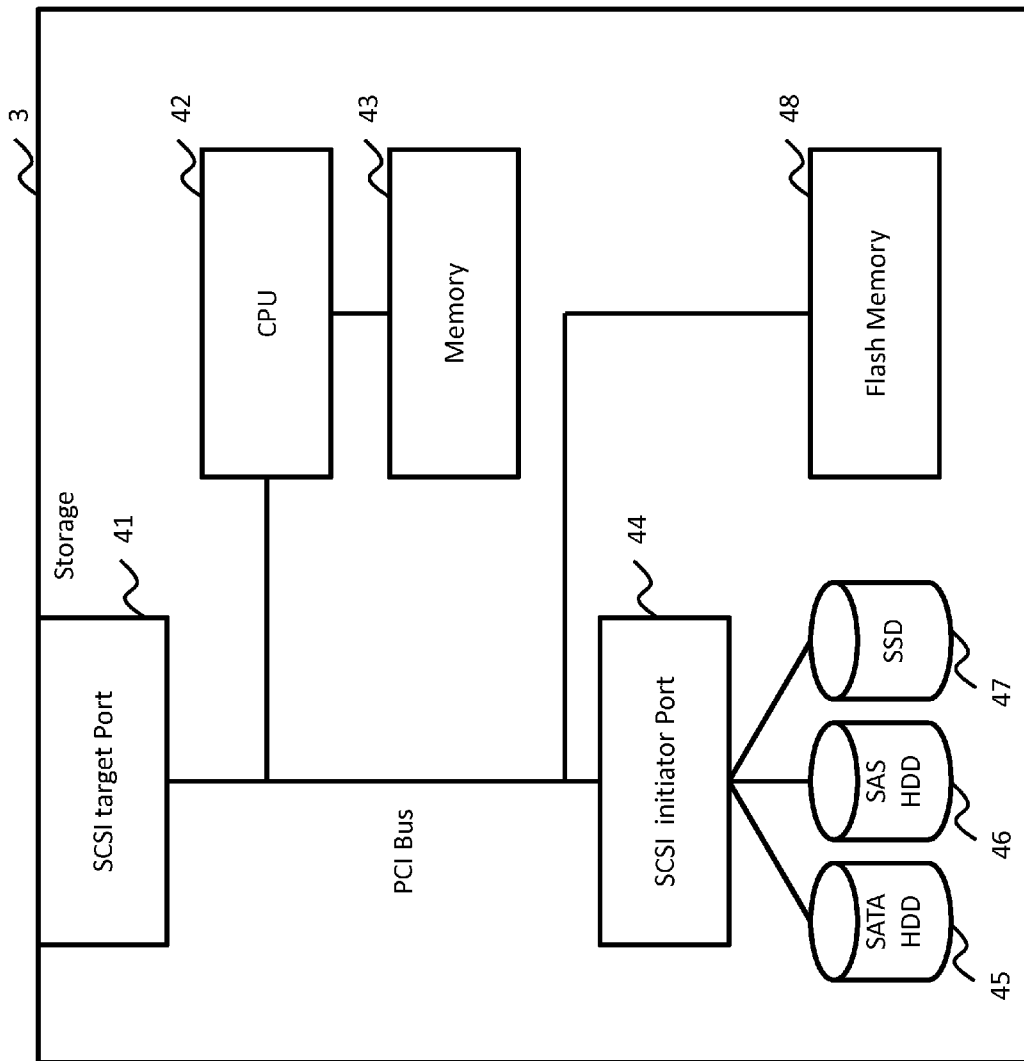 Storage
3
SCSI target Port
41
CPU
42
Memory
43
PCI Bus
SCSI initiator Port
44
SATA
HDD
45
SAS
HDD
46
SSD
47
Flash Memory
48